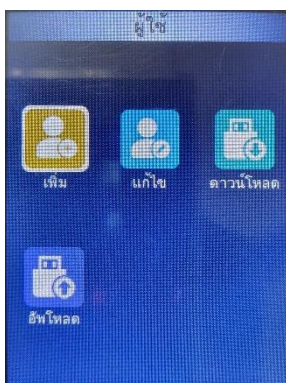 ผู้ใช้
เพิ่ม
แก้ไข
ดาวน์โหลด
อัพโหลด